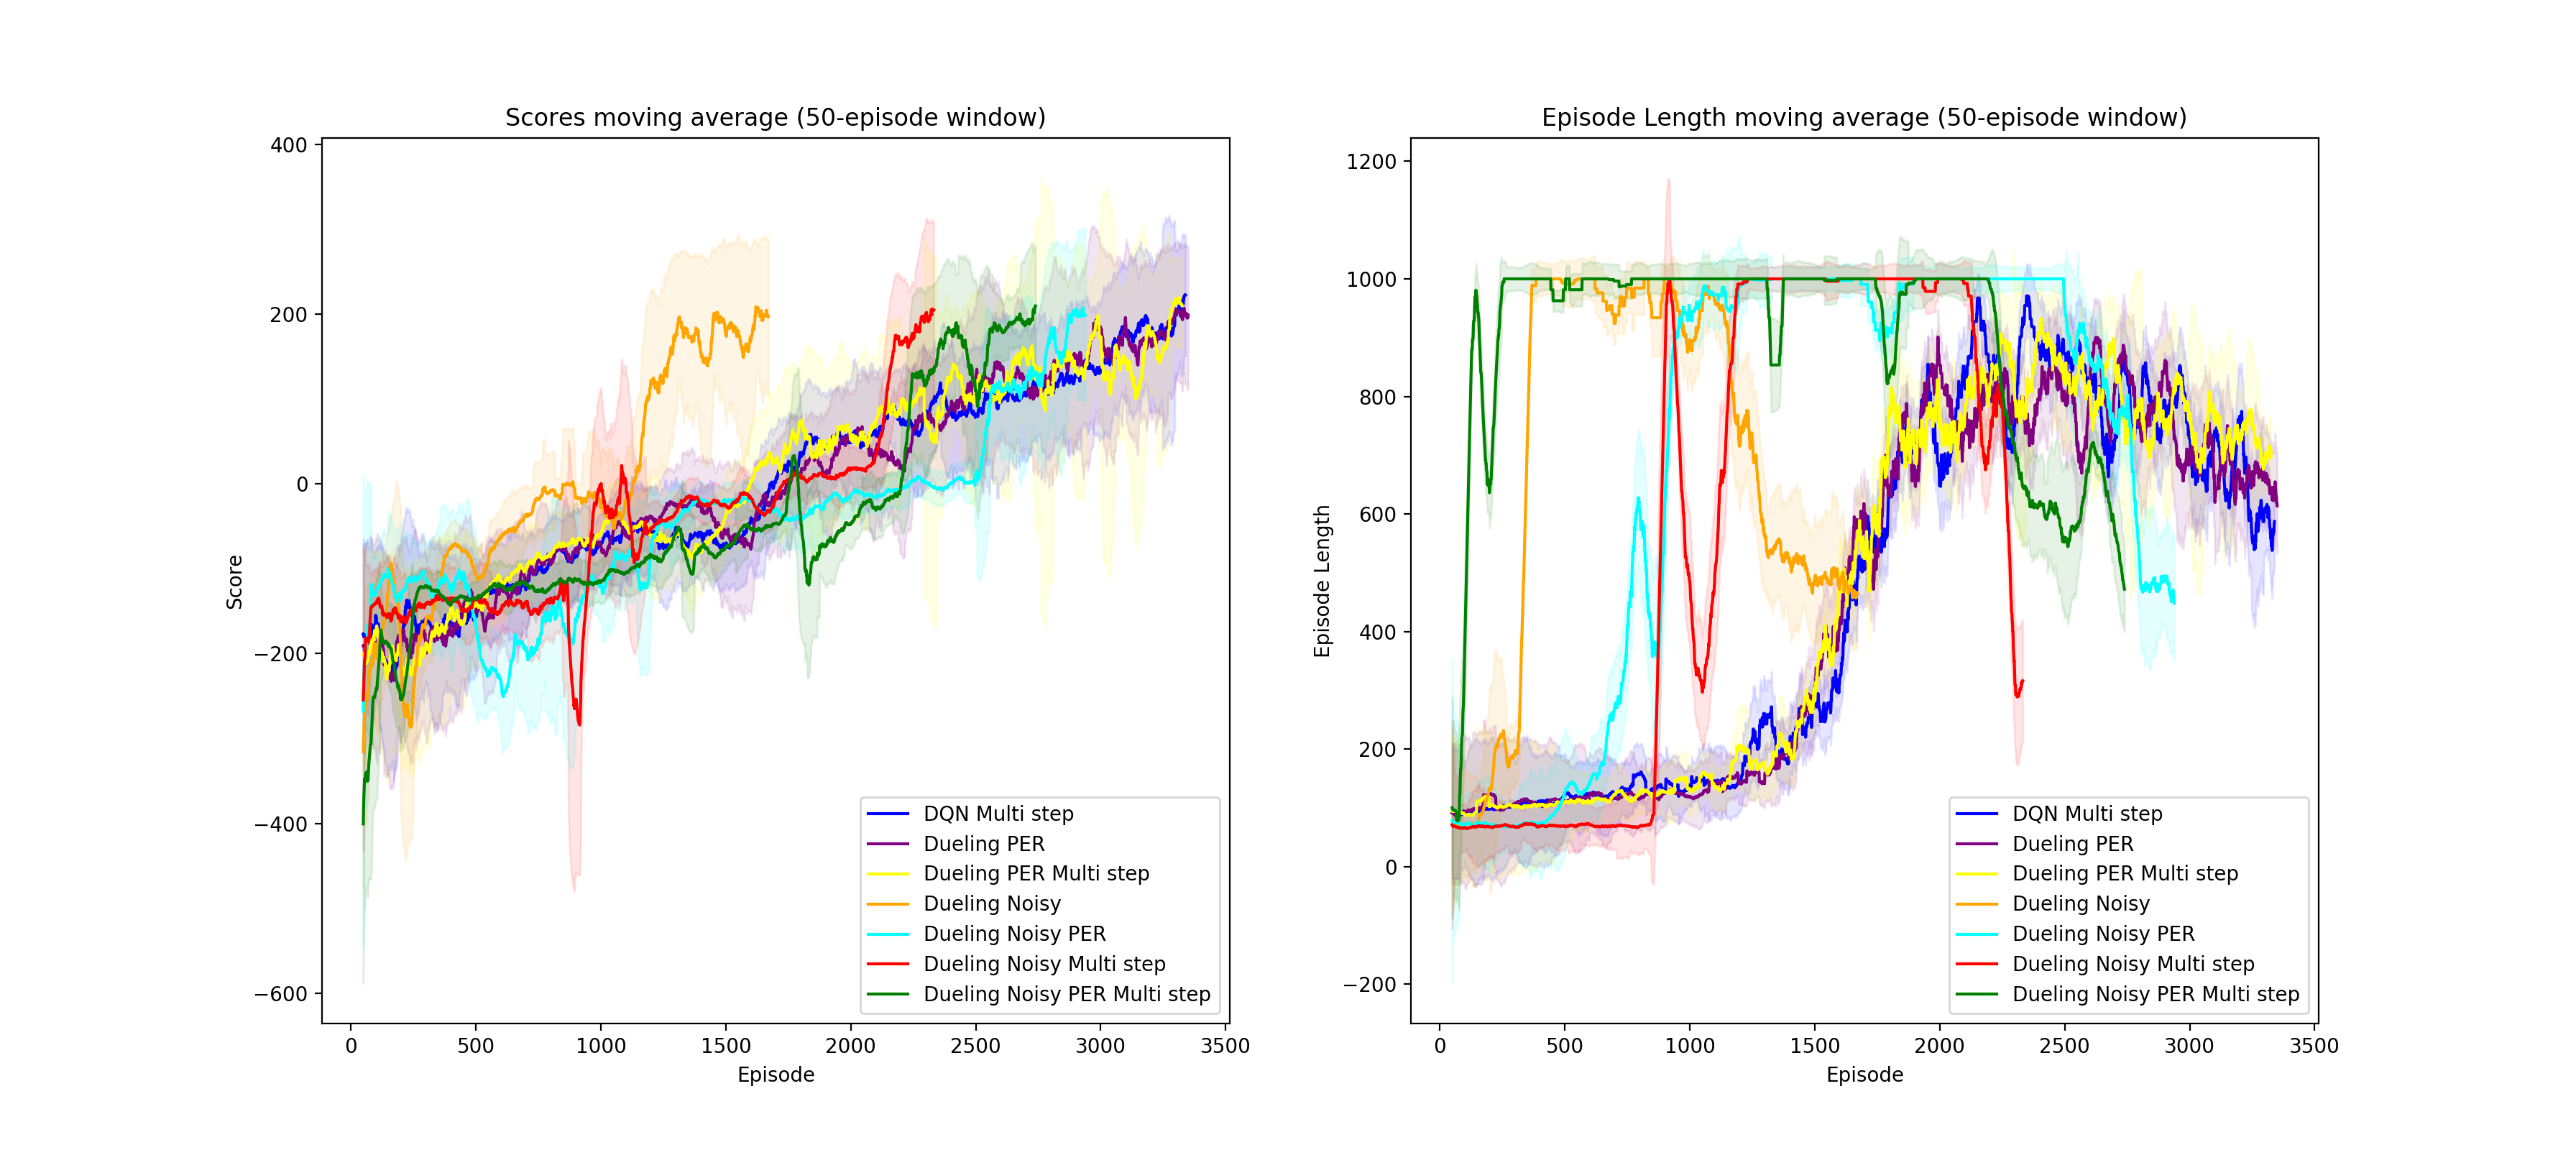 Scores moving average (50-episode window)
400
200
0
−200
−400
−600
Score
0
500
1000
1500
2000
2500
3000
3500
Episode
DQN Multi step
Dueling PER
Dueling PER Multi step
Dueling Noisy
Dueling Noisy PER
Dueling Noisy Multi step
Dueling Noisy PER Multi step
Episode Length moving average (50-episode window)
1200
1000
800
600
400
200
0
−200
Episode Length
0
500
1000
1500
2000
2500
3000
3500
Episode
DQN Multi step
Dueling PER
Dueling PER Multi step
Dueling Noisy
Dueling Noisy PER
Dueling Noisy Multi step
Dueling Noisy PER Multi step